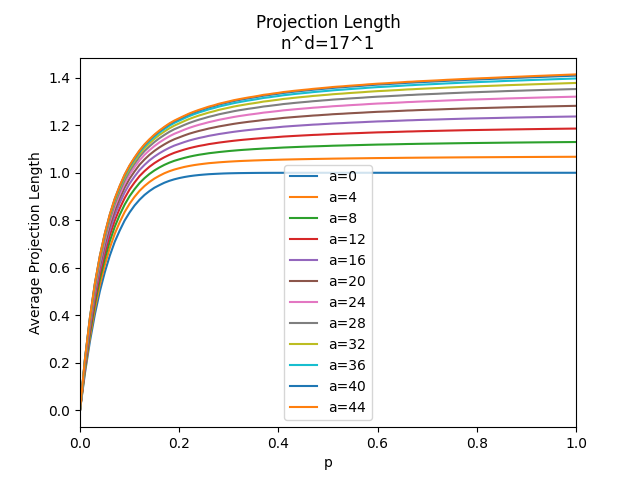 Projection Length
n^d=17^1
Average Projection Length
1.4
1.2
1.0
0.8
0.6
0.4
0.2
0.0
a=0
a=4
a=8
a=12
a=16
a=20
a=24
a=28
a=32
a=36
a=40
a=44
0.0 0.2 0.4 0.6 0.8 1.0
p